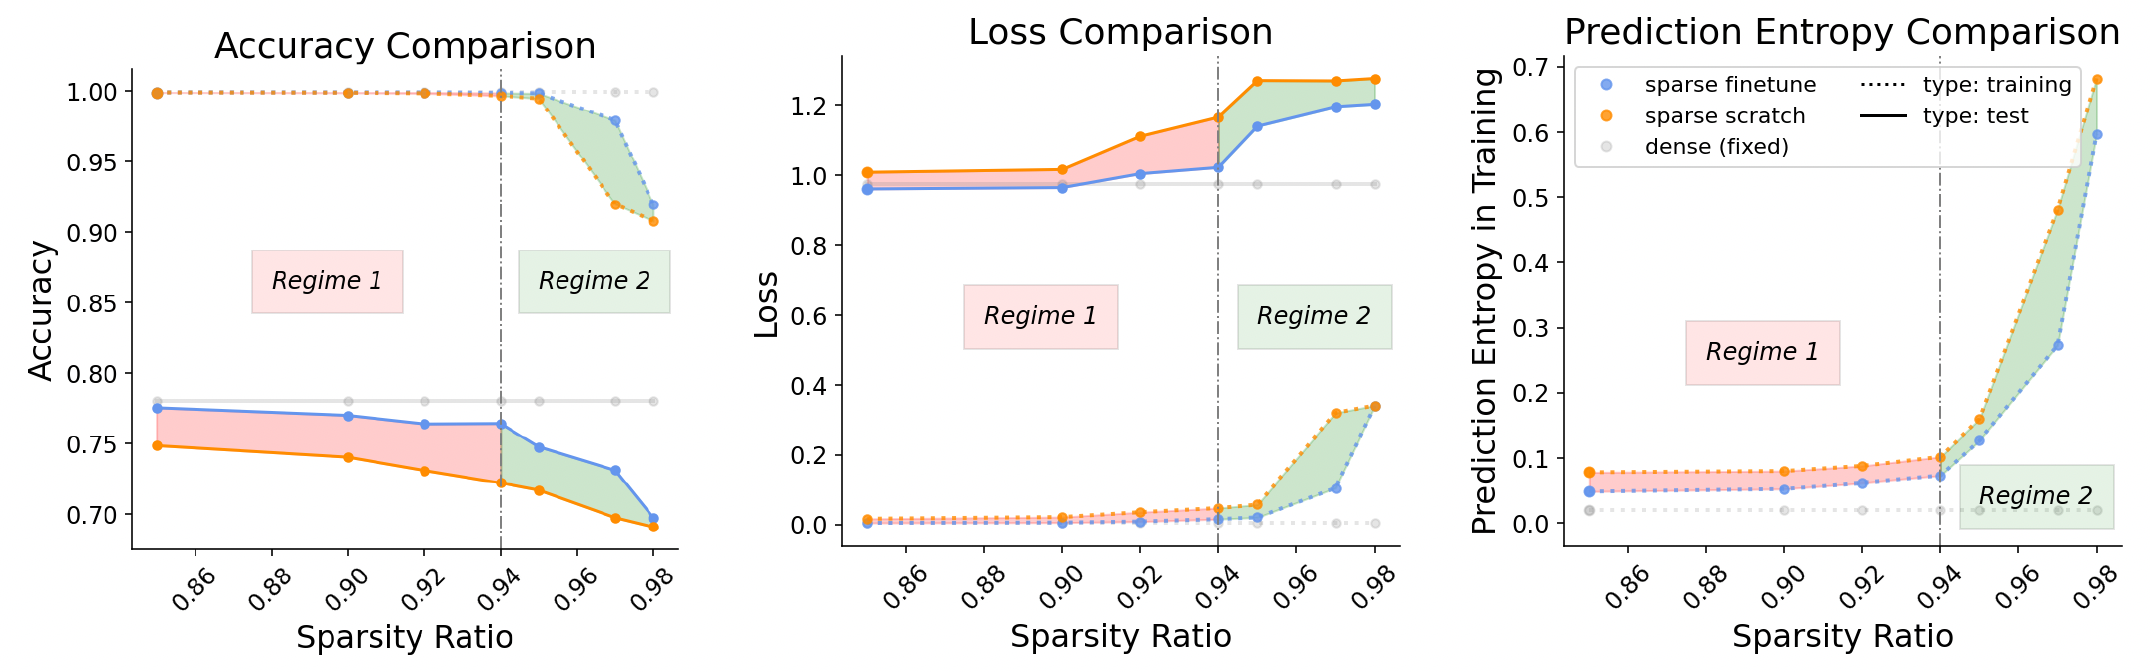 Accuracy Comparison
Accuracy
1.00
0.95
0.90
0.85
0.80
0.75
0.70
Regime 1
Regime 2
0.86
0.88
0.90
0.92
0.94
0.96
0.98
Sparsity Ratio
Loss Comparison
Loss
1.2
1.0
0.8
0.6
0.4
0.2
0.0
Regime 1
Regime 2
0.86
0.88
0.90
0.92
0.94
0.96
0.98
Sparsity Ratio
Prediction Entropy Comparison
Prediction Entropy in Training
0.7
0.6
0.5
0.4
0.3
0.2
0.1
0.0
sparse finetune
sparse scratch
dense (fixed)
type: training
type: test
Regime 1
Regime 2
0.86
0.88
0.90
0.92
0.94
0.96
0.98
Sparsity Ratio